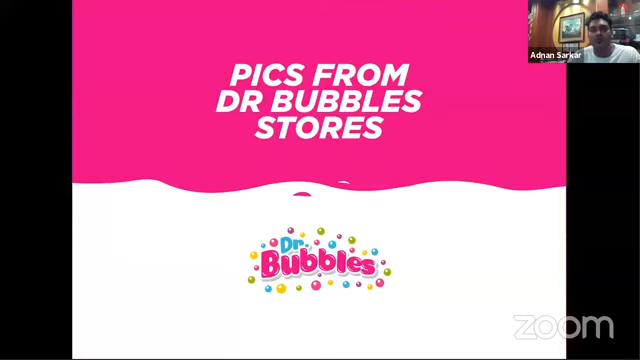 Adnan Sarkar
PICS FROM
DR BUBBLES
STORES
Dr.
Bubbles
zoom